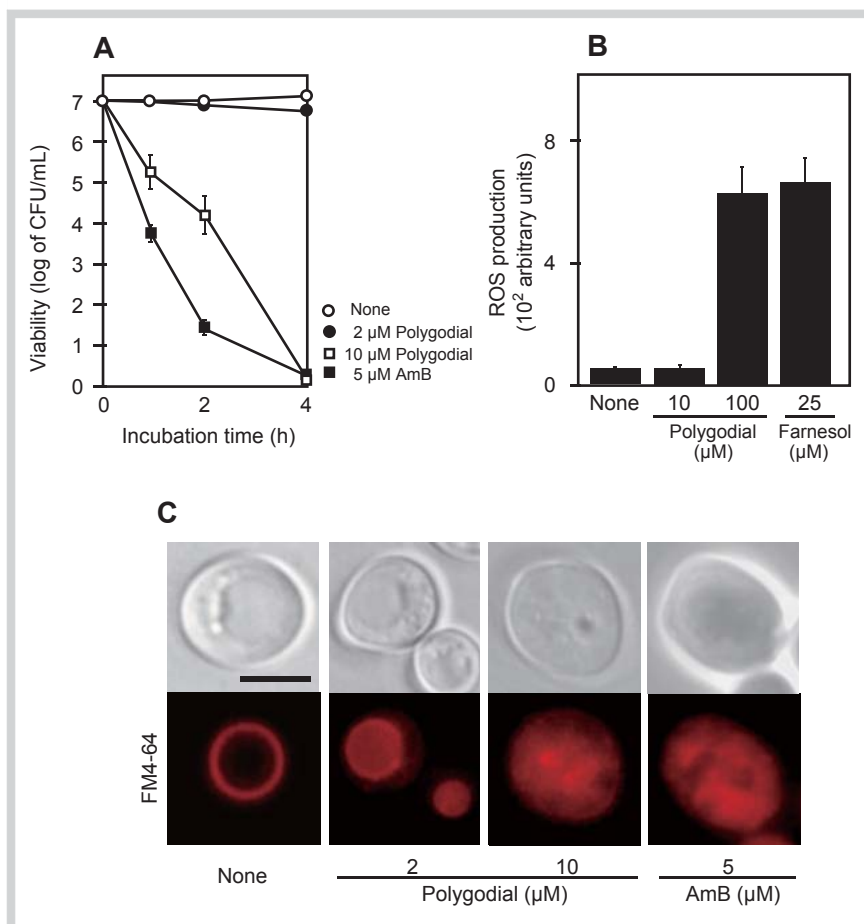 A
Viability (log of CFU/mL)
7
6
5
4
3
2
1
0
0
2
4
Incubation time (h)
None
2 µM Polygodial
10 µM Polygodial
5 µM AmB
B
ROS production
(10² arbitrary units)
8
4
0
None
10
100
25
Polygodial
(µM)
Farnesol
(µM)
C
FM4-64
None
2
10
5
Polygodial (µM)
AmB (µM)